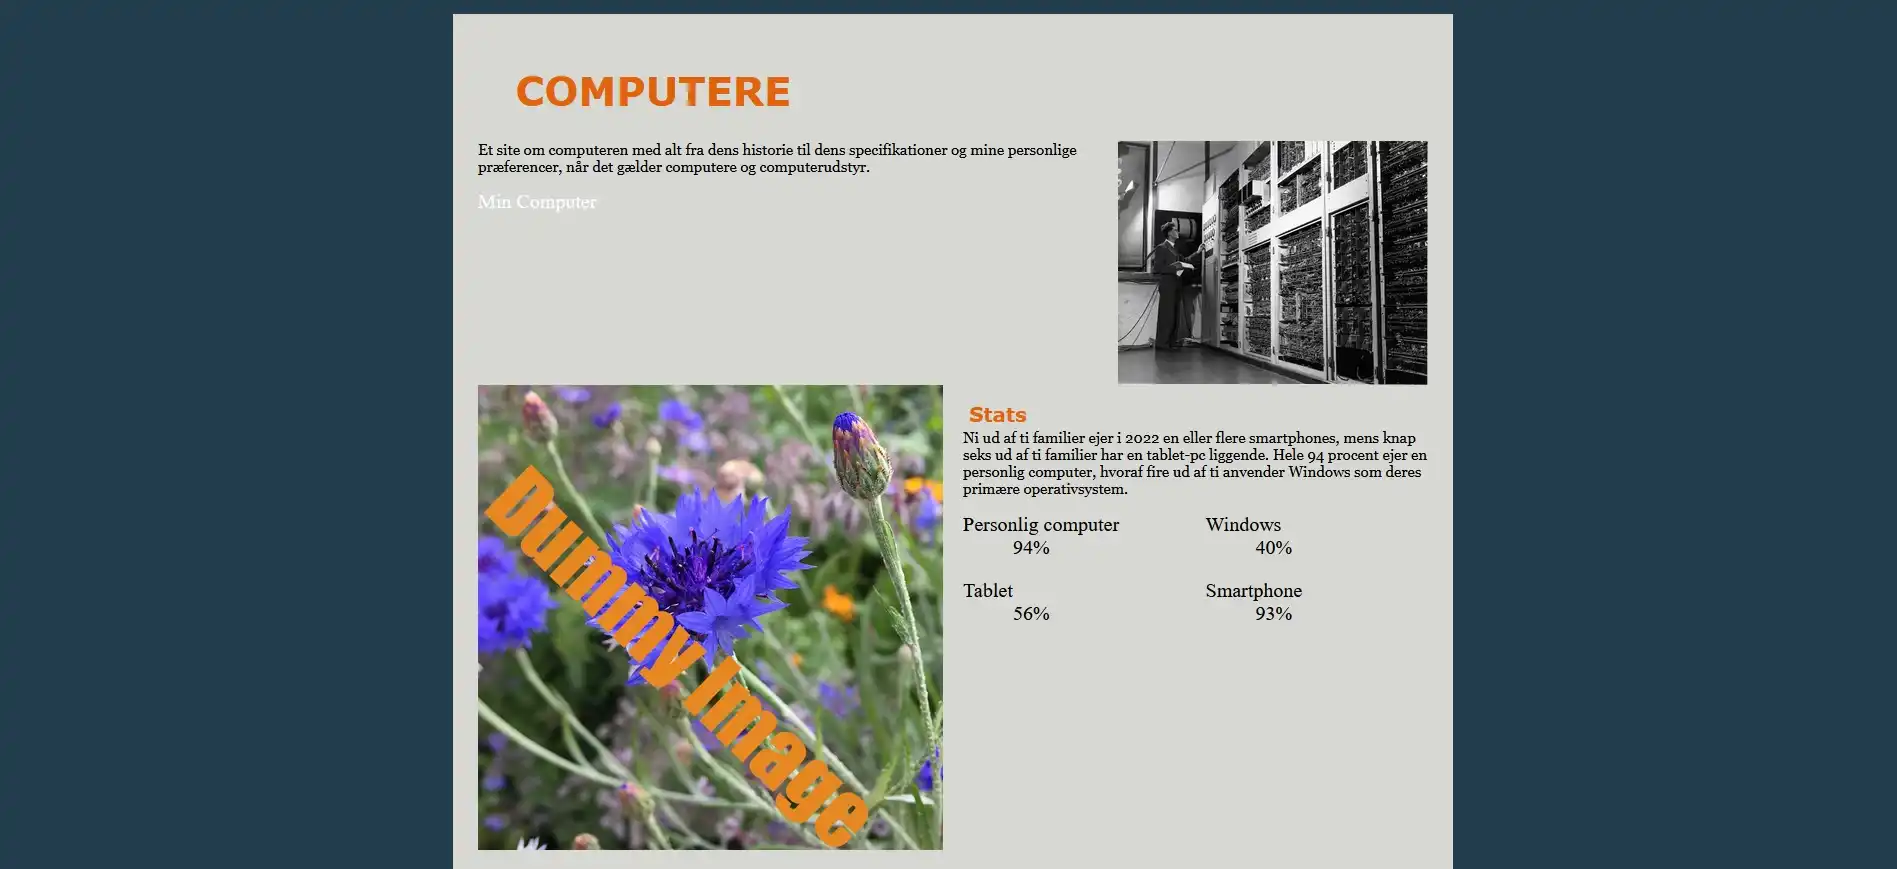 COMPUTERE
Et site om computeren med alt fra dens historie til dens specifikationer og mine personlige
præferencer, når det gælder computere og computerudstyr.
Min Computer
Dummy Image
Stats
Ni ud af ti familier ejer i 2022 en eller flere smartphones, mens knap
seks ud af ti familier har en tablet-pc liggende. Hele 94 procent ejer en
personlig computer, hvoraf fire ud af ti anvender Windows som deres
primære operativsystem.
Personlig computer
94%
Windows
40%
Tablet
56%
Smartphone
93%